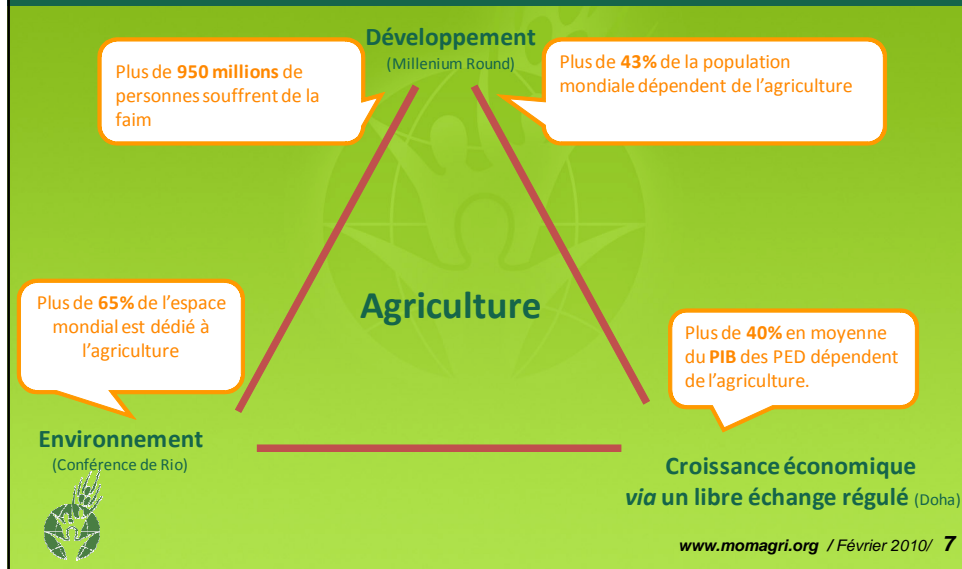 Développement
(Millenium Round)
Plus de 950 millions de
personnes souffrent de la
faim
Plus de 43% de la population
mondiale dépendent de l'agriculture
Agriculture
Plus de 65% de l'espace
mondial est dédié à
l'agriculture
Plus de 40% en moyenne
du PIB des PED dépendent
de l'agriculture.
Environnement
(Conférence de Rio)
Croissance économique
via un libre échange régulé (Doha)
www.momagri.org / Février 2010/ 7